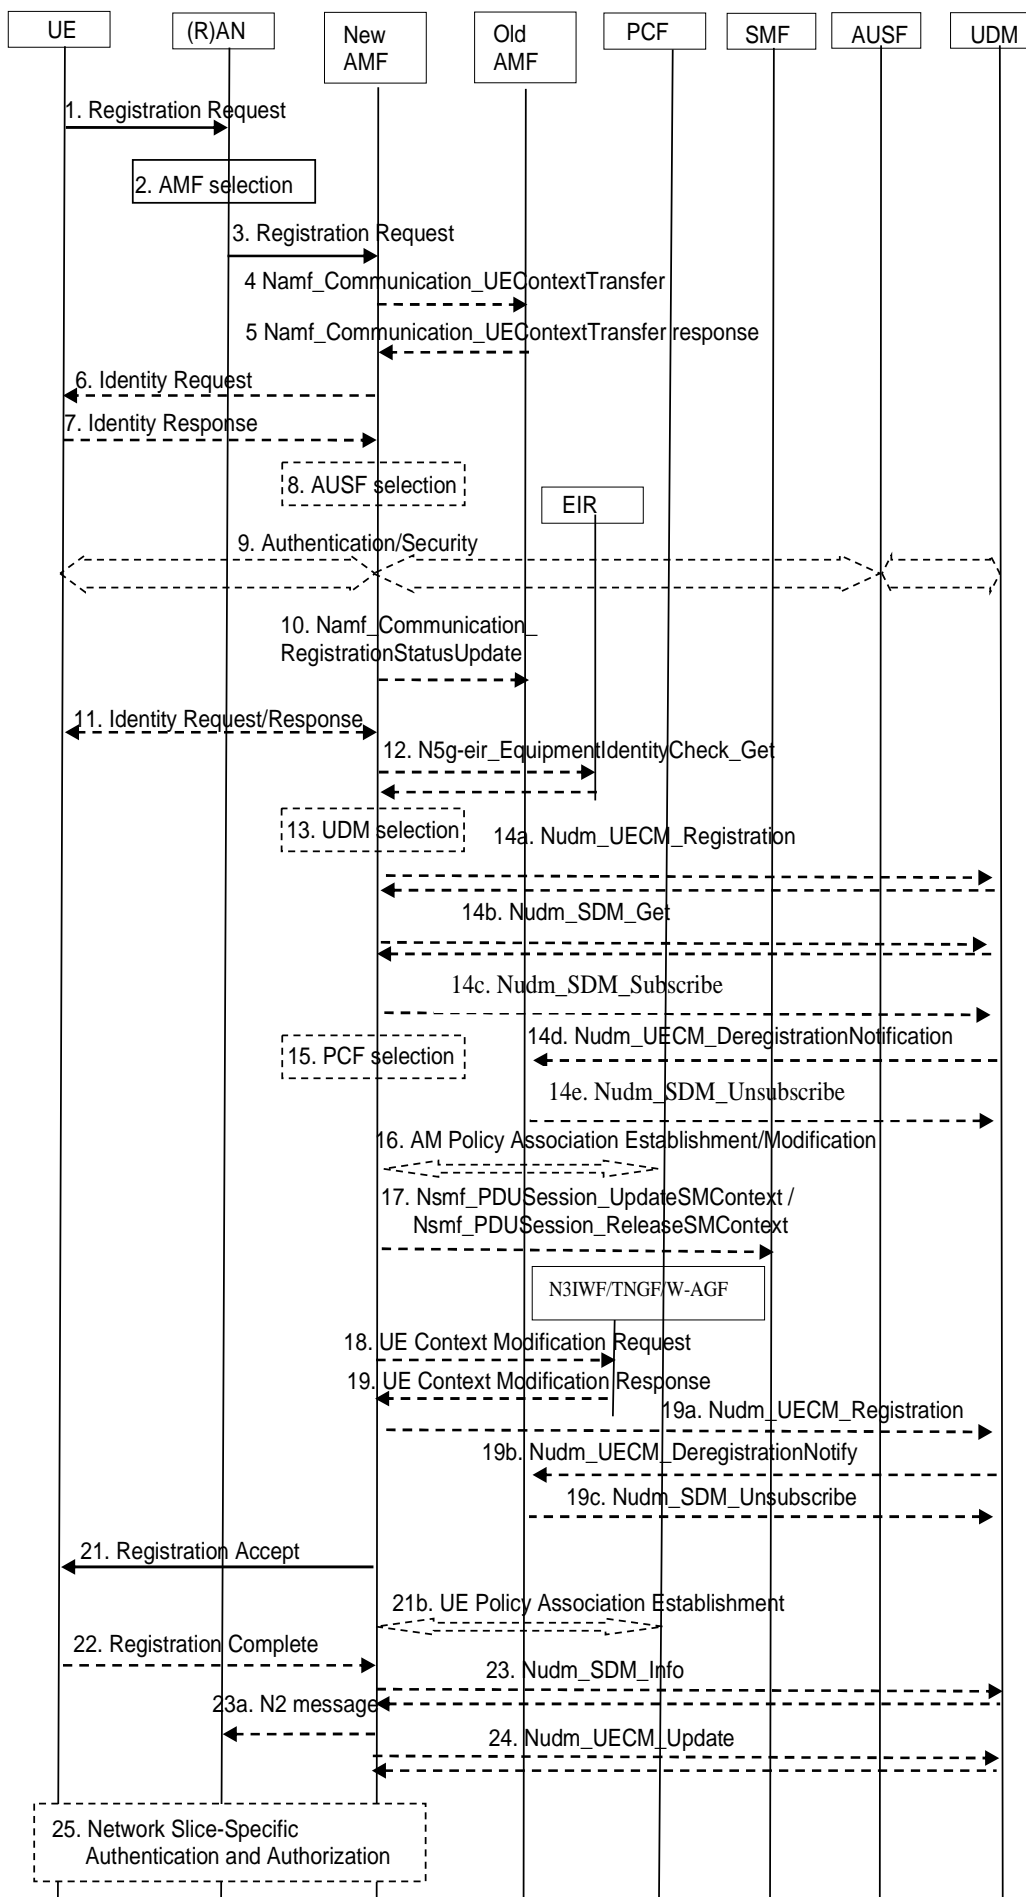 UE
(R)AN
New
AMF
Old
AMF
PCF
SMF
AUSF
UDM
1. Registration Request
2. AMF selection
3. Registration Request
4 Namf_Communication_UEContextTransfer
5 Namf_Communication_UEContextTransfer response
6. Identity Request
7. Identity Response
8. AUSF selection
EIR
9. Authentication/Security
10. Namf_Communication_
RegistrationStatusUpdate
11. Identity Request/Response
12. N5g-eir_EquipmentIdentityCheck_Get
13. UDM selection
14a. Nudm_UECM_Registration
14b. Nudm_SDM_Get
14c. Nudm_SDM_Subscribe
14d. Nudm_UECM_DeregistrationNotification
15. PCF selection
14e. Nudm_SDM_Unsubscribe
16. AM Policy Association Establishment/Modification
17. Nsmf_PDUSession_UpdateSMContext /
Nsmf_PDUSession_ReleaseSMContext
N3IWF/TNGF/W-AGF
18. UE Context Modification Request
19. UE Context Modification Response
19a. Nudm_UECM_Registration
19b. Nudm_UECM_DeregistrationNotify
19c. Nudm_SDM_Unsubscribe
21. Registration Accept
21b. UE Policy Association Establishment
22. Registration Complete
23. Nudm_SDM_Info
23a. N2 message
24. Nudm_UECM_Update
25. Network Slice-Specific
Authentication and Authorization